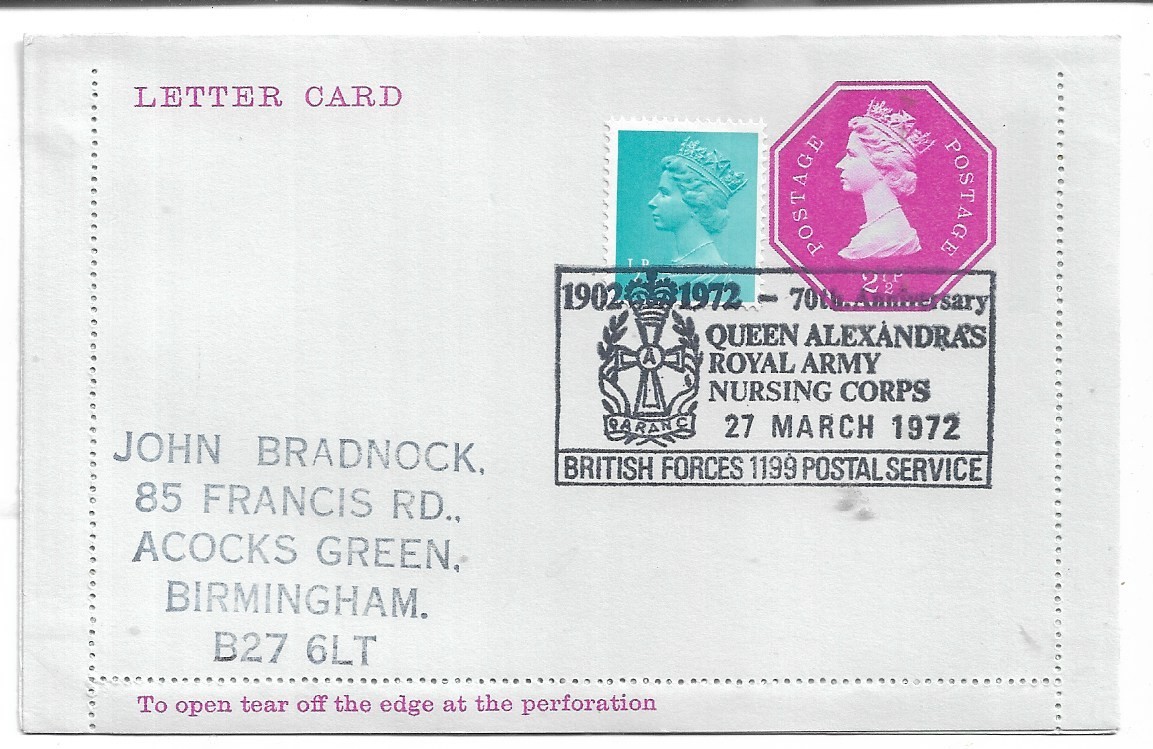 LETTER CARD
POSTAGE POSTAGE
2½P
½P
1902 1972 – 70th Anniversary
QUEEN ALEXANDRA'S
ROYAL ARMY
NURSING CORPS
A
QARANC
27 MARCH 1972
BRITISH FORCES 1199 POSTAL SERVICE
JOHN BRADNOCK.
85 FRANCIS RD.,
ACOCKS GREEN,
BIRMINGHAM.
B27 6LT
To open tear off the edge at the perforation